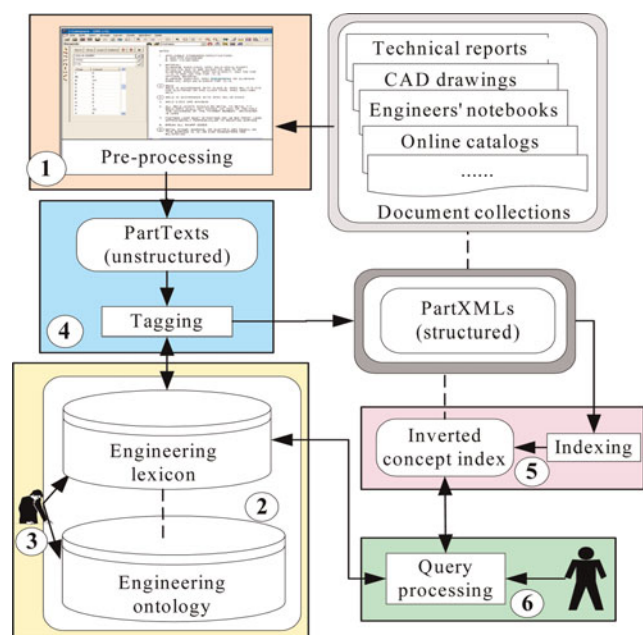 Technical reports
CAD drawings
Engineers' notebooks
Online catalogs
......
Document collections
1
Pre-processing
PartTexts
(unstructured)
4
Tagging
PartXMLs
(structured)
Engineering
lexicon
2
3
Engineering
ontology
Inverted
concept index
5
Indexing
Query
processing
6